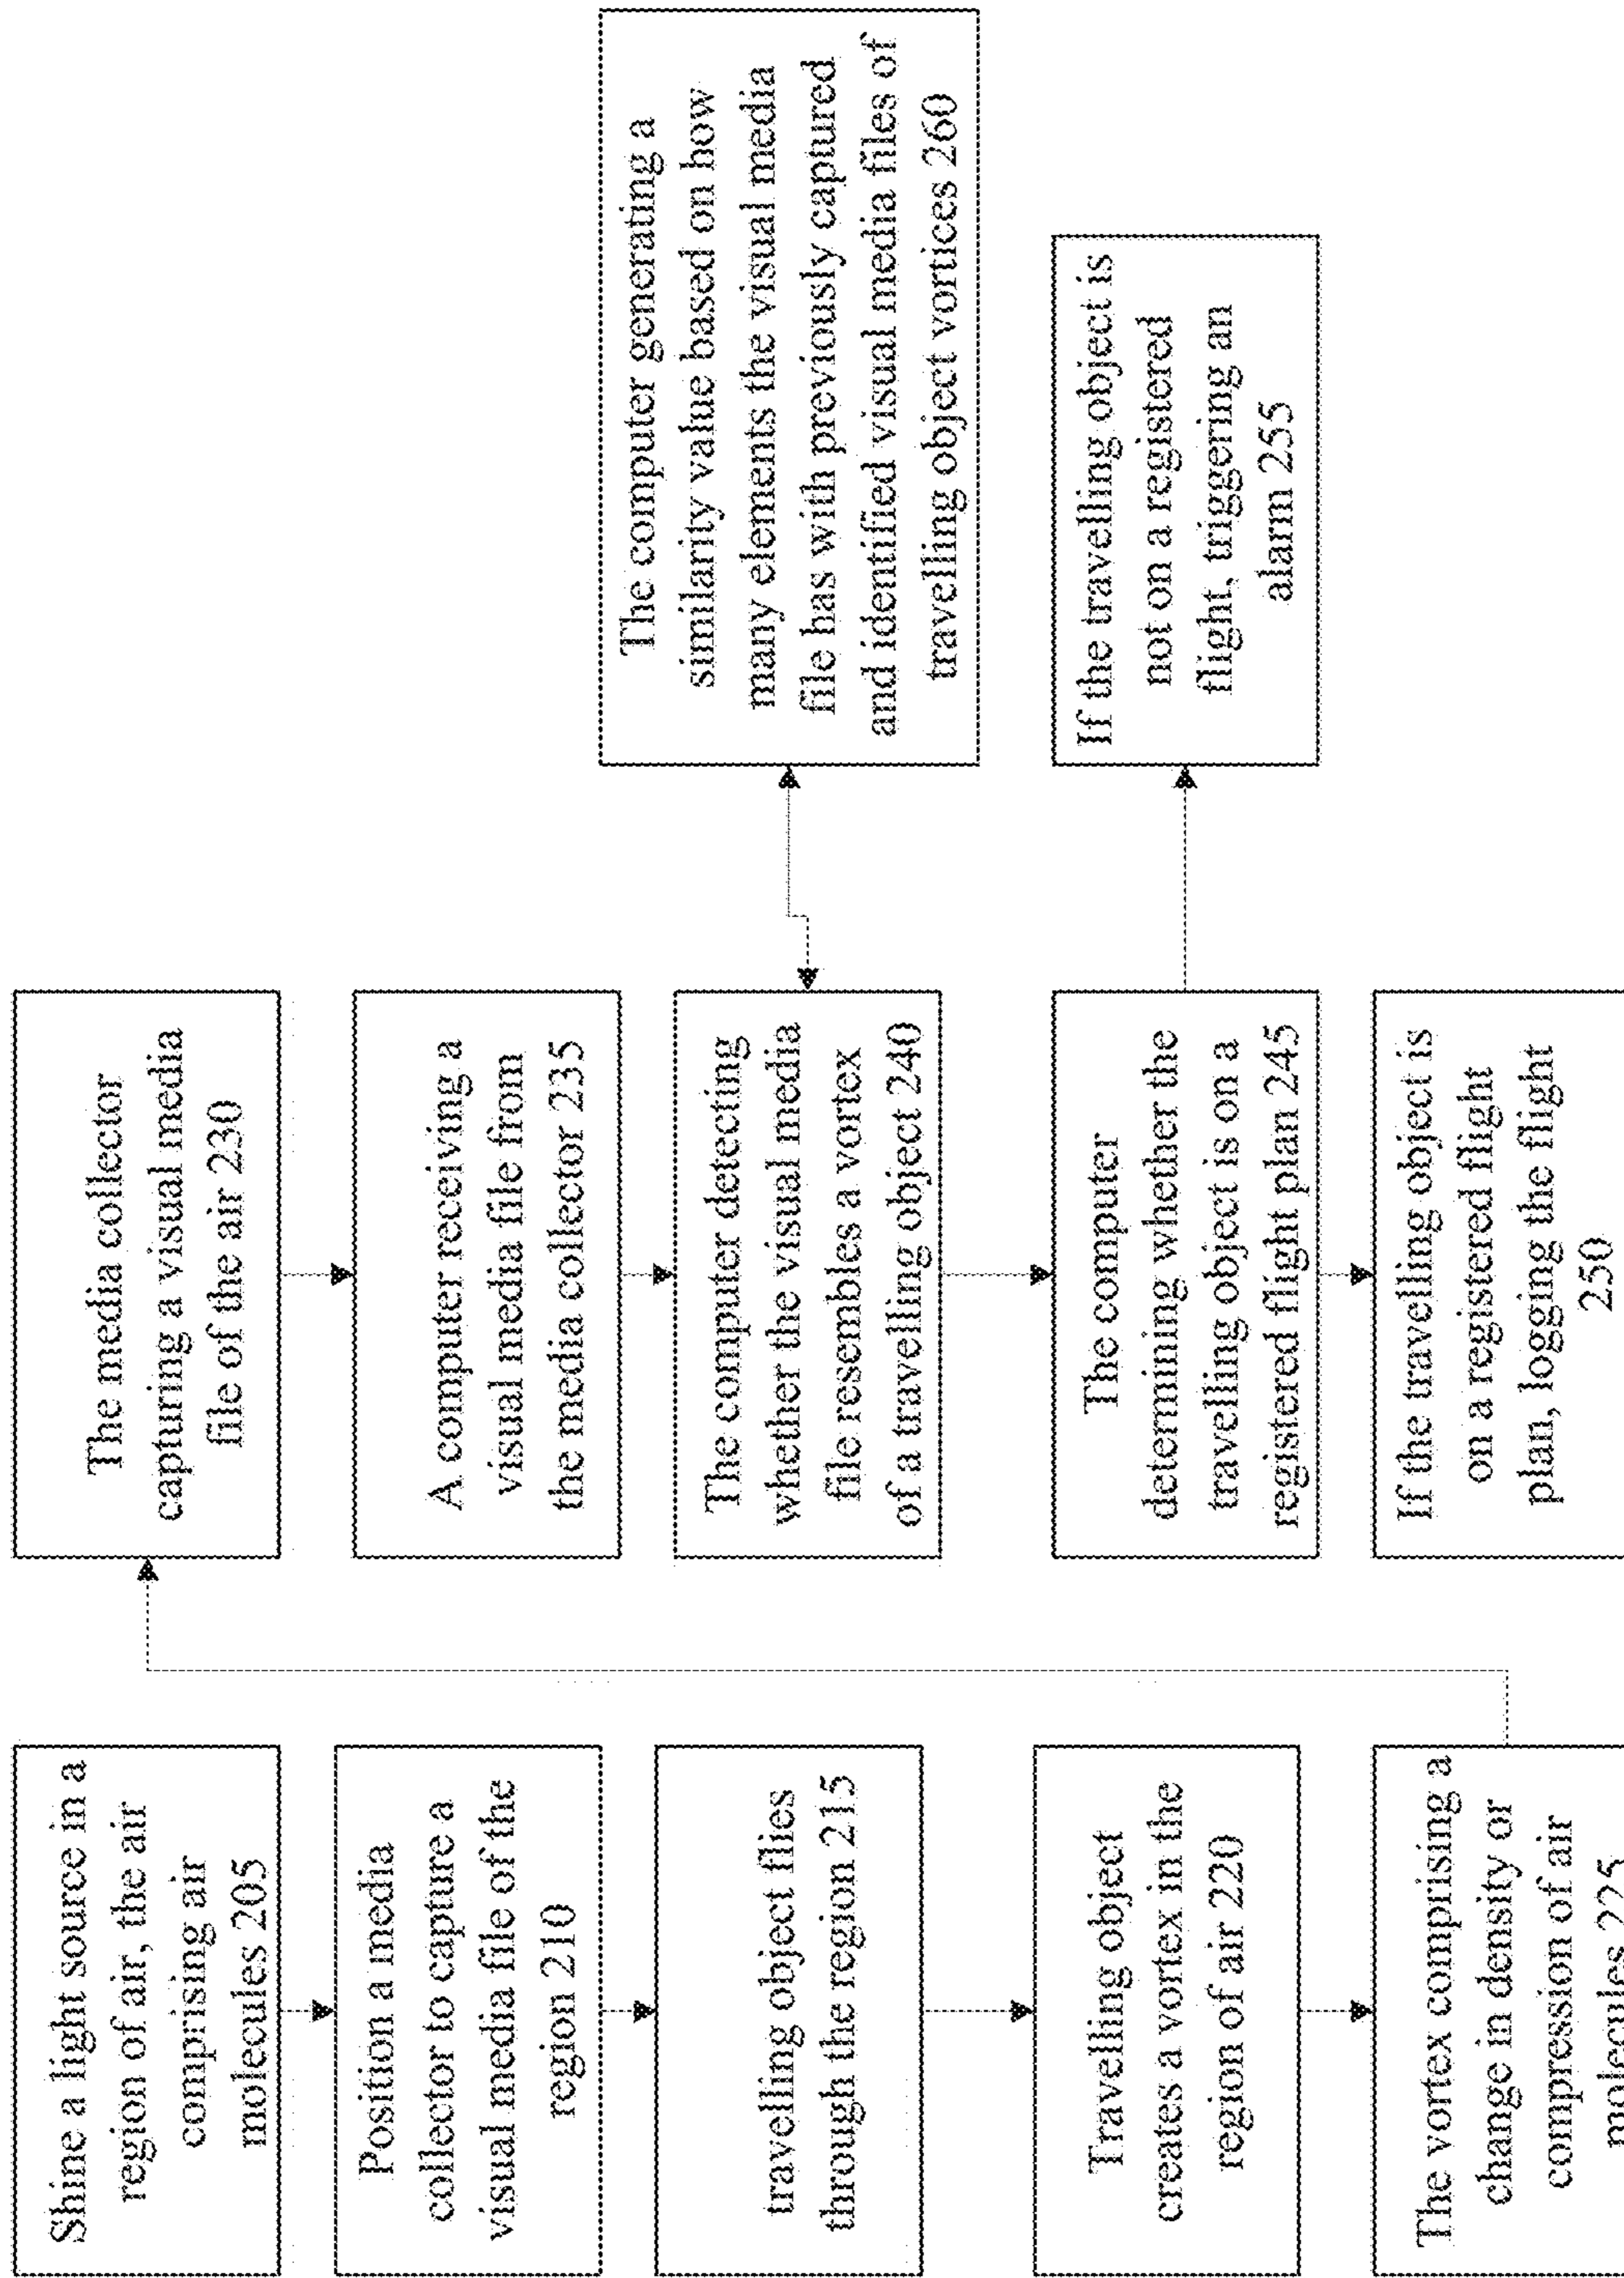 Shine a light source in a
region of air, the air
comprising air
molecules 205
Position a media
collector to capture a
visual media file of the
region 210
travelling object flies
through the region 215
Travelling object
creates a vortex in the
region of air 220
The vortex comprising a
change in density or
compression of air
molecules 225
The media collector
capturing a visual media
file of the air 230
A computer receiving a
visual media file from
the media collector 235
The computer detecting
whether the visual media
file resembles a vortex
of a travelling object 240
The computer
determining whether the
travelling object is on a
registered flight plan 245
If the travelling object is
on a registered flight
plan, logging the flight
250
The computer generating a
similarity value based on how
many elements the visual media
file has with previously captured
and identified visual media files of
travelling object vortices 260
If the travelling object is
not on a registered
flight, triggering an
alarm 255